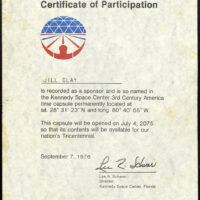 Certificate of Participation
JILL CLAY
is recorded as a sponsor and is so named in
the Kennedy Space Center 3rd Century America
time capsule permanently located at
lat. 28° 31' 23" N and long 80° 40' 55" W
This capsule will be opened on July 4, 2076
so that its contents will be available for our
nation's Tricentennial.
September 7, 1976
Lee R. Scherer
Lee R. Scherer
Director
Kennedy Space Center, Florida